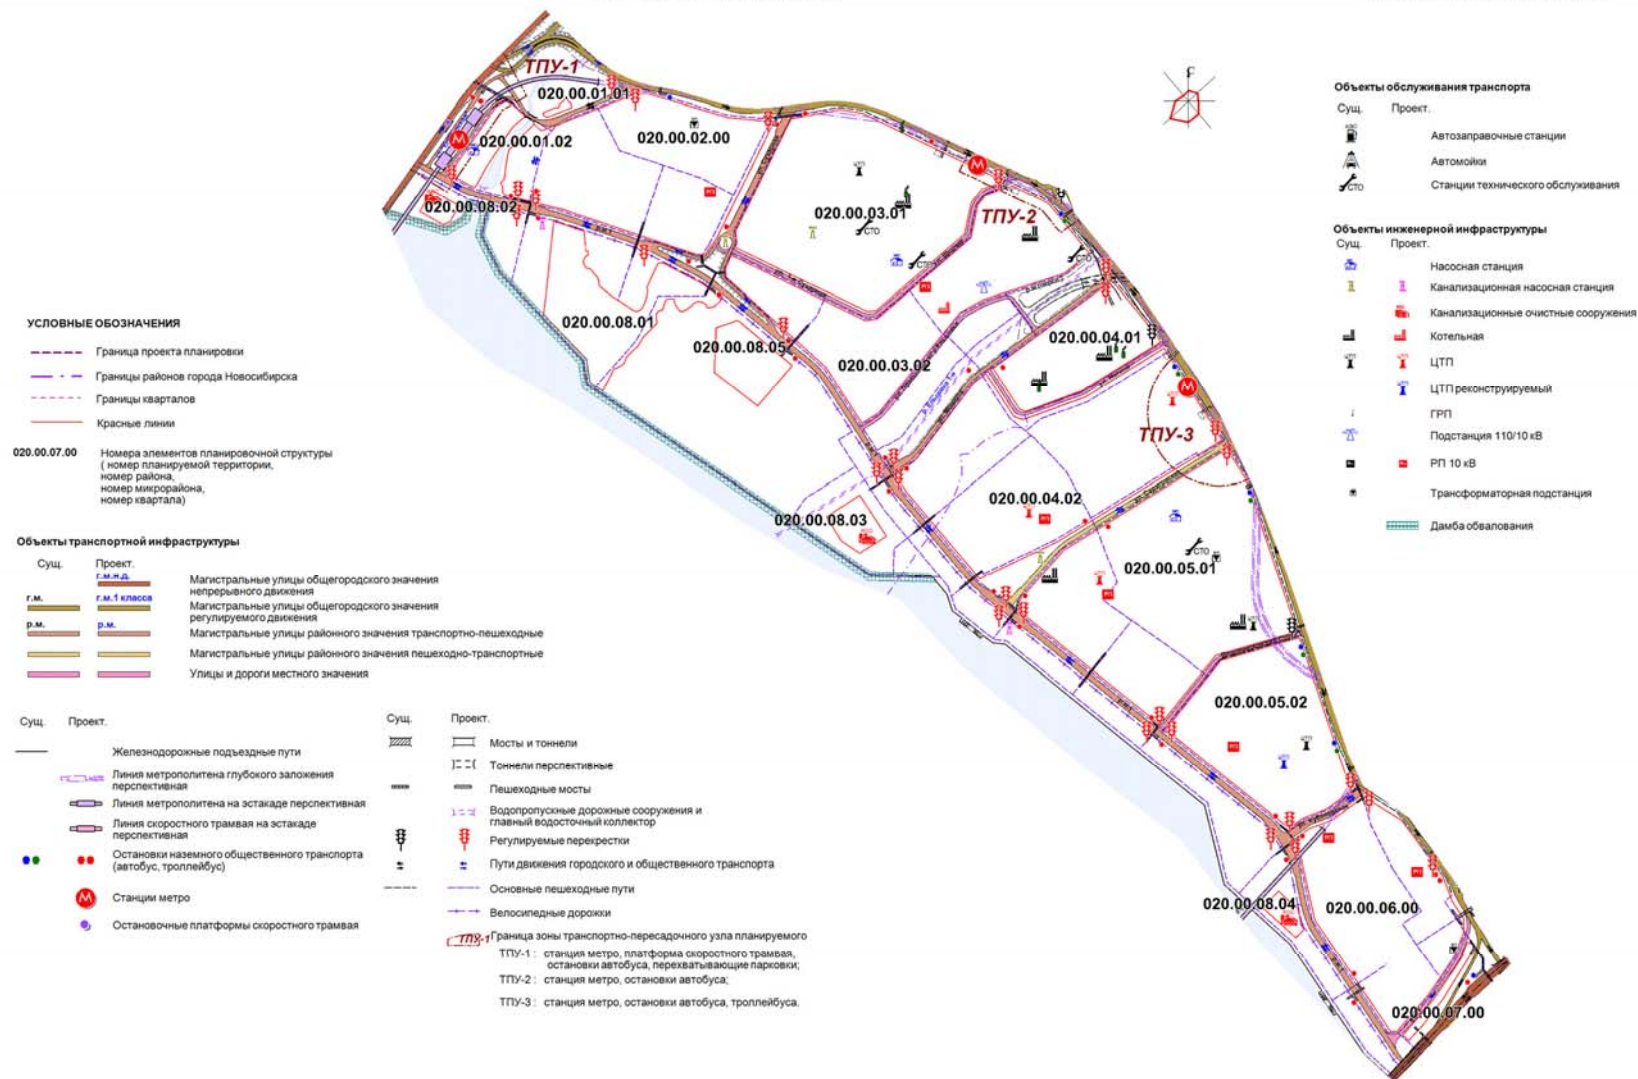 УСЛОВНЫЕ ОБОЗНАЧЕНИЯ
Граница проекта планировки
Границы районов города Новосибирска
Границы кварталов
Красные линии
020.00.07.00
Номера элементов планировочной структуры
( номер планируемой территории,
номер района,
номер микрорайона,
номер квартала)
Объекты транспортной инфраструктуры
Сущ. Проект.
г.м.н.д.
Магистральные улицы общегородского значения
непрерывного движения
г.м. г.м.1 класса
Магистральные улицы общегородского значения
регулируемого движения
р.м. р.м.
Магистральные улицы районного значения транспортно-пешеходные
Магистральные улицы районного значения пешеходно-транспортные
Улицы и дороги местного значения
Сущ. Проект.
Железнодорожные подъездные пути
Линия метрополитена глубокого заложения
перспективная
Линия метрополитена на эстакаде перспективная
Линия скоростного трамвая на эстакаде
перспективная
Остановки наземного общественного транспорта
(автобус, троллейбус)
М
Станции метро
Остановочные платформы скоростного трамвая
Сущ. Проект.
Мосты и тоннели
Тоннели перспективные
Пешеходные мосты
Водопропускные дорожные сооружения и
главный водосточный коллектор
Регулируемые перекрестки
Пути движения городского и общественного транспорта
Основные пешеходные пути
Велосипедные дорожки
ТПУ-1
Граница зоны транспортно-пересадочного узла планируемого
ТПУ-1 : станция метро, платформа скоростного трамвая,
остановки автобуса, перехватывающие парковки;
ТПУ-2 : станция метро, остановки автобуса;
ТПУ-3 : станция метро, остановки автобуса, троллейбуса.
ТПУ-1
020.00.01.01
020.00.01.02
М
020.00.02.00
020.00.08.02
С
М
020.00.03.01
СТО
ТПУ-2
СТО
020.00.08.01
020.00.08.05
020.00.03.02
020.00.04.01
М
ТПУ-3
020.00.04.02
020.00.08.03
СТО
020.00.05.01
020.00.05.02
020.00.08.04
020.00.06.00
020.00.07.00
Объекты обслуживания транспорта
Сущ. Проект.
Автозаправочные станции
Автомойки
СТО
Станции технического обслуживания
Объекты инженерной инфраструктуры
Сущ. Проект.
Насосная станция
Канализационная насосная станция
Канализационные очистные сооружения
Котельная
ЦТП
ЦТП реконструируемый
ГРП
Подстанция 110/10 кВ
РП 10 кВ
Трансформаторная подстанция
Дамба обвалования